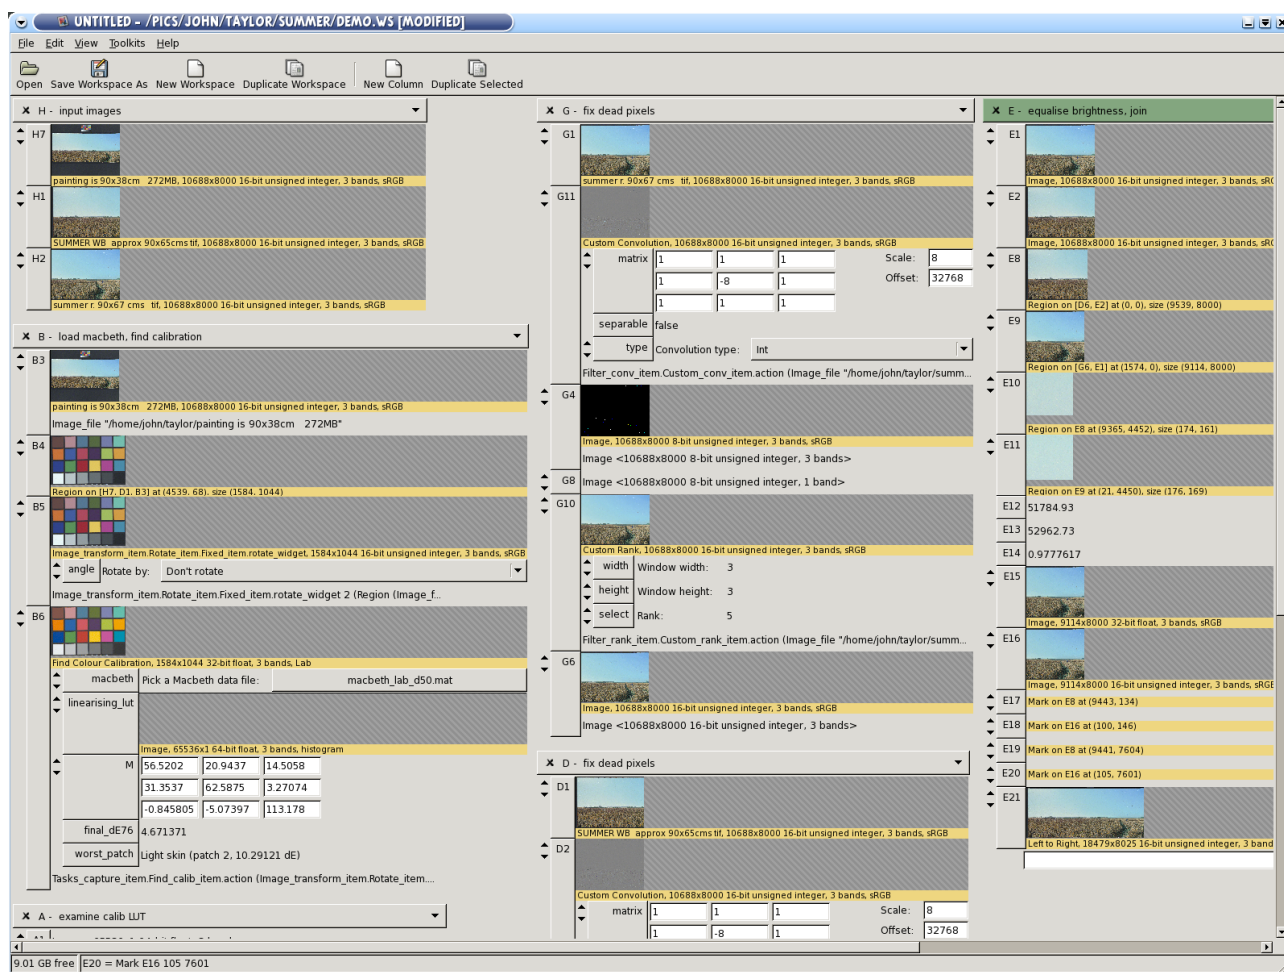 UNTITLED - /PICS/JOHN/TAYLOR/SUMMER/DEMO.WS [MODIFIED]
File Edit View Toolkits Help
Open Save Workspace As New Workspace Duplicate Workspace New Column Duplicate Selected
H - input images
H7
painting is 90x38cm 272MB, 10688x8000 16-bit unsigned integer, 3 bands, sRGB
H1
SUMMER WB approx 90x65cms tif, 10688x8000 16-bit unsigned integer, 3 bands, sRGB
H2
summer r. 90x67 cms tif, 10688x8000 16-bit unsigned integer, 3 bands, sRGB
B - load macbeth, find calibration
B3
painting is 90x38cm 272MB, 10688x8000 16-bit unsigned integer, 3 bands, sRGB
Image_file "/home/john/taylor/painting is 90x38cm 272MB"
B4
Region on [H7, D1, B3] at (4539, 68), size (1584, 1044)
B5
Image_transform_item.Rotate_item.Fixed_item.rotate_widget, 1584x1044 16-bit unsigned integer, 3 bands, sRGB
angle Rotate by: Don't rotate
Image_transform_item.Rotate_item.Fixed_item.rotate_widget 2 (Region (Image_f...
B6
Find Colour Calibration, 1584x1044 32-bit float, 3 bands, Lab
macbeth Pick a Macbeth data file: macbeth_lab_d50.mat
linearising_lut
Image, 65536x1 64-bit float, 3 bands, histogram
M 56.5202 20.9437 14.5058
31.3537 62.5875 3.27074
-0.845805 -5.07397 113.178
final_dE76 4.671371
worst_patch Light skin (patch 2, 10.29121 dE)
Tasks_capture_item.Find_calib_item.action (Image_transform_item.Rotate_item....
A - examine calib LUT
G - fix dead pixels
G1
summer r. 90x67 cms tif, 10688x8000 16-bit unsigned integer, 3 bands, sRGB
G11
Custom Convolution, 10688x8000 16-bit unsigned integer, 3 bands, sRGB
matrix 1 1 1 Scale: 8
1 -8 1 Offset: 32768
1 1 1
separable false
type Convolution type: Int
Filter_conv_item.Custom_conv_item.action (Image_file "/home/john/taylor/summ...
G4
Image, 10688x8000 8-bit unsigned integer, 3 bands, sRGB
Image <10688x8000 8-bit unsigned integer, 3 bands>
G8 Image <10688x8000 8-bit unsigned integer, 1 band>
G10
Custom Rank, 10688x8000 16-bit unsigned integer, 3 bands, sRGB
width Window width: 3
height Window height: 3
select Rank: 5
Filter_rank_item.Custom_rank_item.action (Image_file "/home/john/taylor/summ...
G6
Image, 10688x8000 16-bit unsigned integer, 3 bands, sRGB
Image <10688x8000 16-bit unsigned integer, 3 bands>
D - fix dead pixels
D1
SUMMER WB approx 90x65cms tif, 10688x8000 16-bit unsigned integer, 3 bands, sRGB
D2
Custom Convolution, 10688x8000 16-bit unsigned integer, 3 bands, sRGB
matrix 1 1 1 Scale: 8
1 -8 1 Offset: 32768
E - equalise brightness, join
E1
Image, 10688x8000 16-bit unsigned integer, 3 bands, sRG
E2
Image, 10688x8000 16-bit unsigned integer, 3 bands, sRG
E8
Region on [D6, E2] at (0, 0), size (9539, 8000)
E9
Region on [G6, E1] at (1574, 0), size (9114, 8000)
E10
Region on E8 at (9365, 4452), size (174, 161)
E11
Region on E9 at (21, 4450), size (176, 169)
E12 51784.93
E13 52962.73
E14 0.9777617
E15
Image, 9114x8000 32-bit float, 3 bands, sRGB
E16
Image, 9114x8000 16-bit unsigned integer, 3 bands, sRGB
E17 Mark on E8 at (9443, 134)
E18 Mark on E16 at (100, 146)
E19 Mark on E8 at (9441, 7604)
E20 Mark on E16 at (105, 7601)
E21
Left to Right, 18479x8025 16-bit unsigned integer, 3 band
9.01 GB free E20 = Mark E16 105 7601